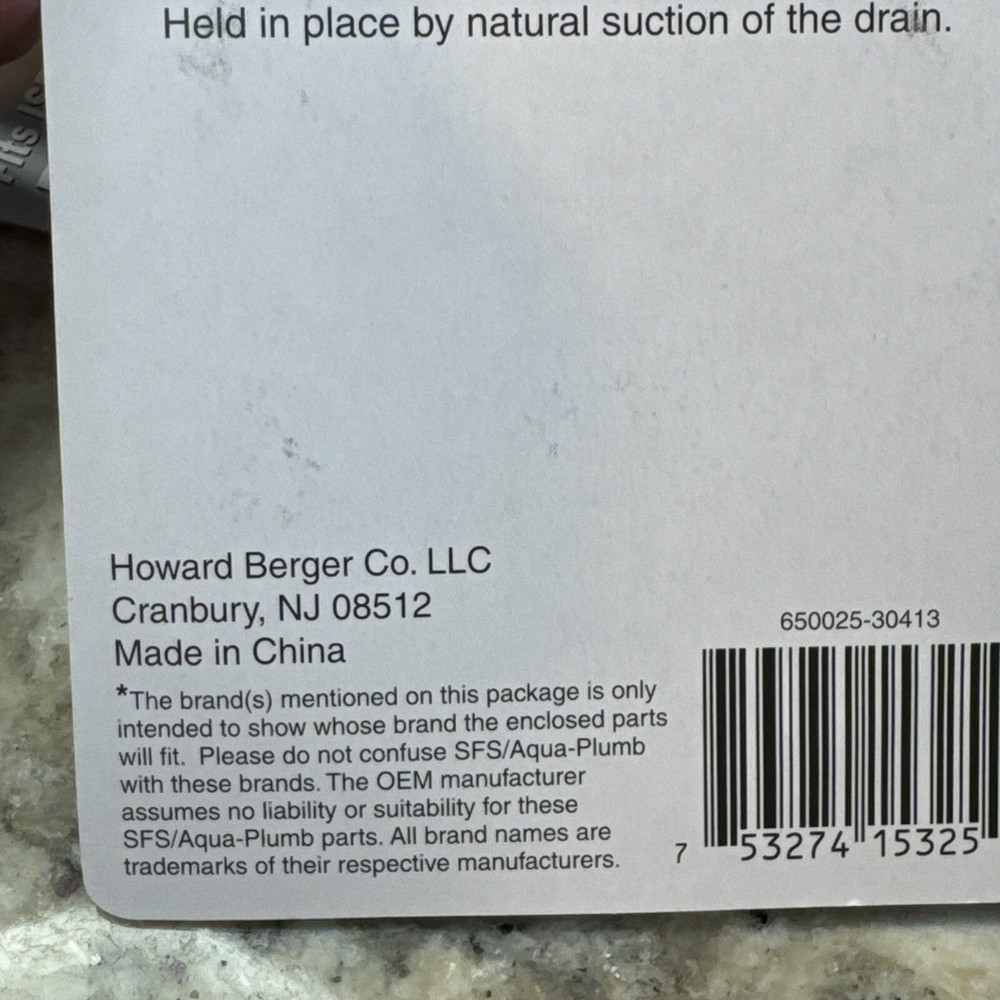 Held in place by natural suction of the drain.
Fits
Howard Berger Co. LLC
Cranbury, NJ 08512
Made in China
*The brand(s) mentioned on this package is only
intended to show whose brand the enclosed parts
will fit.  Please do not confuse SFS/Aqua-Plumb
with these brands. The OEM manufacturer
assumes no liability or suitability for these
SFS/Aqua-Plumb parts. All brand names are
trademarks of their respective manufacturers.
650025-30413
7 53274 15325